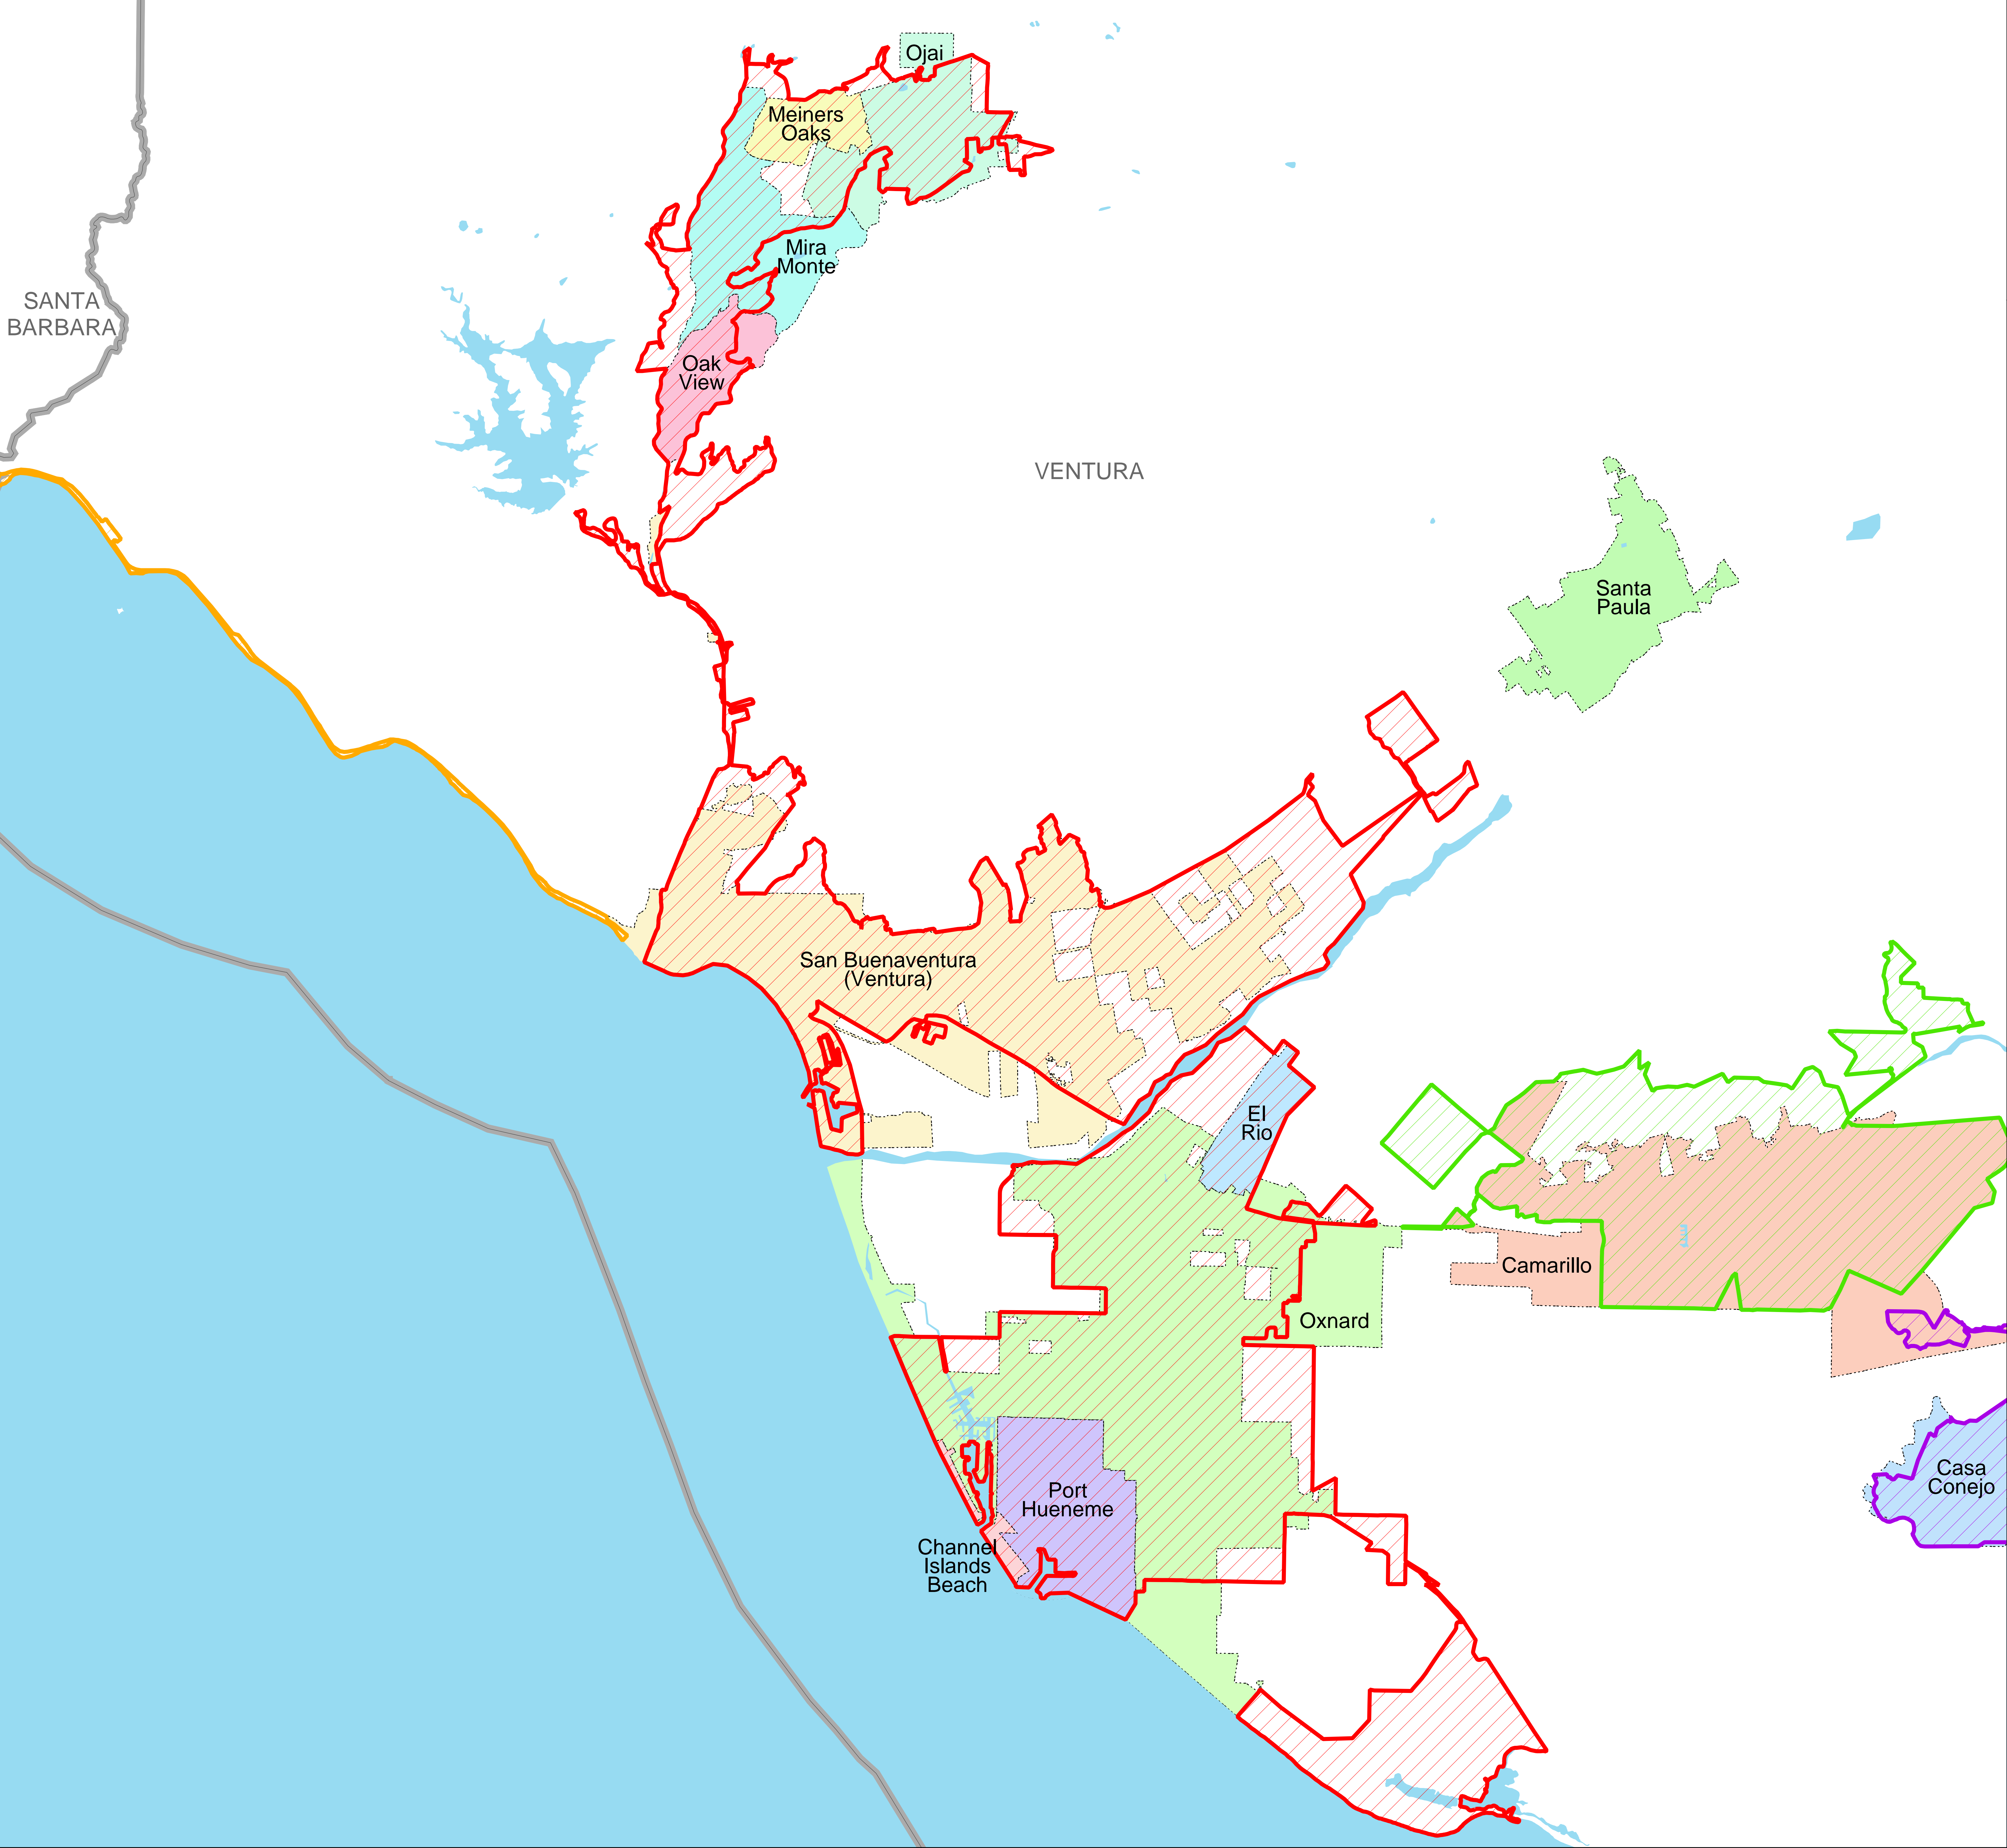 Ojai
Meiners
Oaks
Mira
Monte
SANTA
BARBARA
Oak
View
VENTURA
Santa
Paula
San Buenaventura
(Ventura)
El
Rio
Camarillo
Oxnard
Casa
Conejo
Port
Hueneme
Channel
Islands
Beach